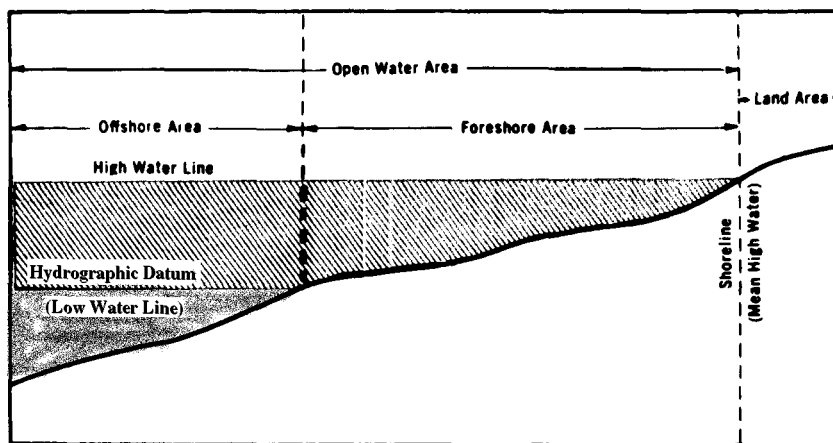 Open Water Area
Land Area
Offshore Area
Foreshore Area
High Water Line
Hydrographic Datum
(Low Water Line)
Shoreline
(Mean High Water)